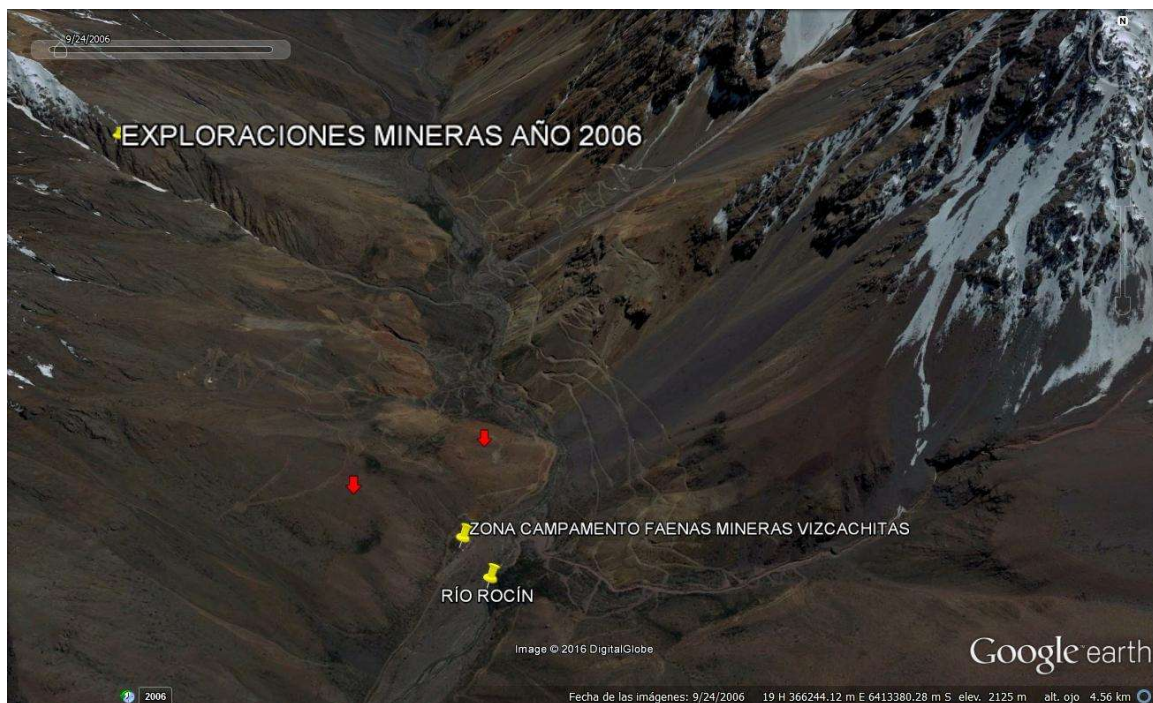 9/24/2006
N
EXPLORACIONES MINERAS AÑO 2006
ZONA CAMPAMENTO FAENAS MINERAS VIZCACHITAS
RÍO ROCÍN
Image © 2016 DigitalGlobe
Google earth
2006
Fecha de las imágenes: 9/24/2006 19 H 366244.12 m E 6413380.28 m S elev. 2125 m alt. ojo 4.56 km